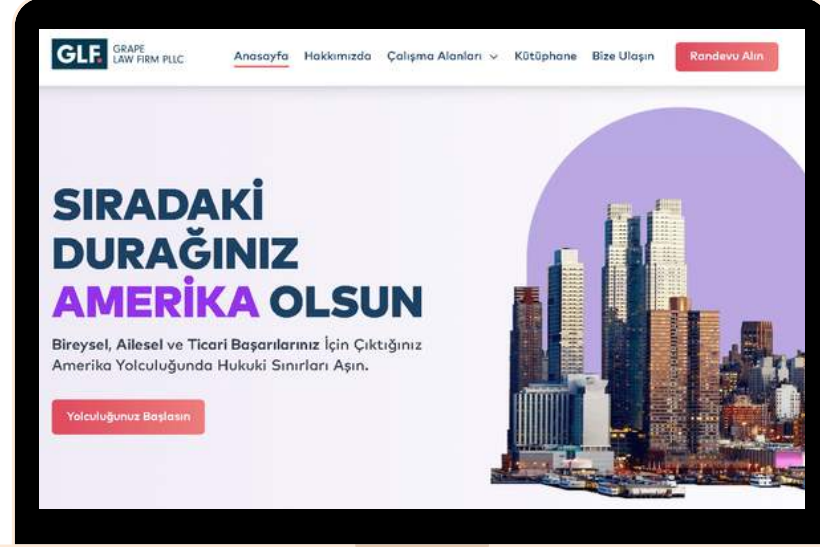 GLF.
GRAPE
LAW FIRM PLLC
Anasayfa Hakkımızda Çalışma Alanları Kütüphane Bize Ulaşın Randevu Alın
SIRADAKİ
DURAĞINIZ
AMERİKA OLSUN
Bireysel, Ailesel ve Ticari Başarılarınız İçin Çıktığınız
Amerika Yolculuğunda Hukuki Sınırları Aşın.
Yolculuğunuz Başlasın